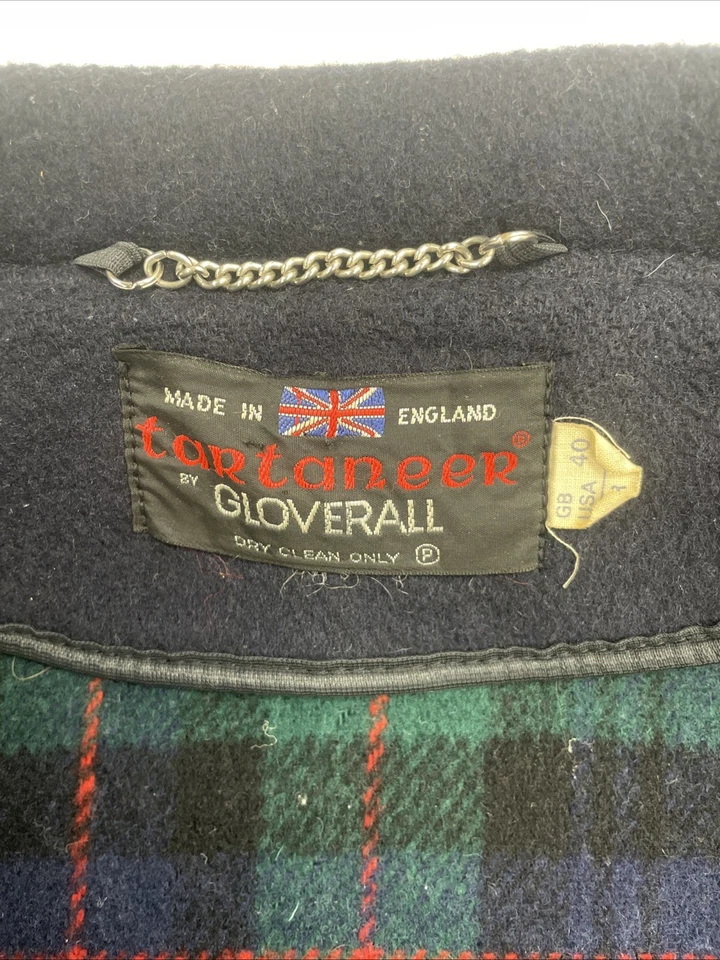 MADE IN ENGLAND
tartaneer ®
BY GLOVERALL
DRY CLEAN ONLY Ⓟ
GB 40
USA